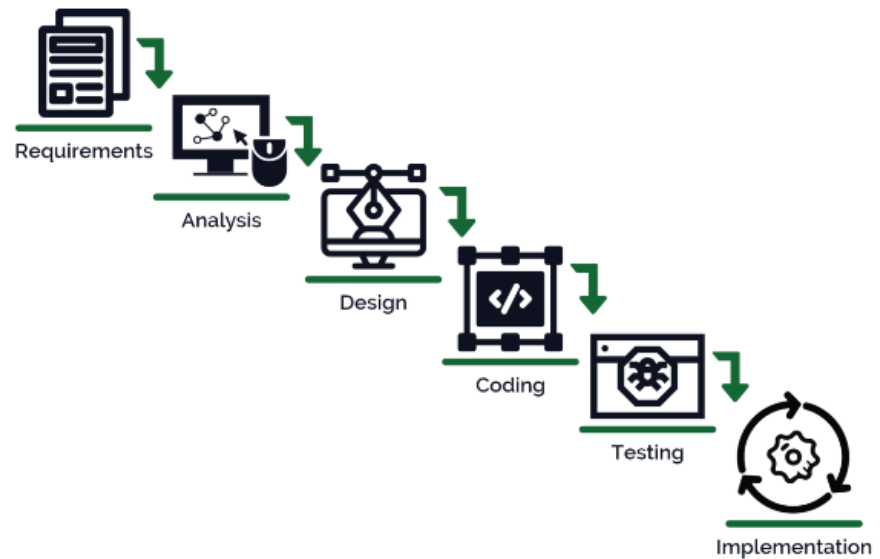 Requirements
Analysis
Design
</>
Coding
Testing
Implementation